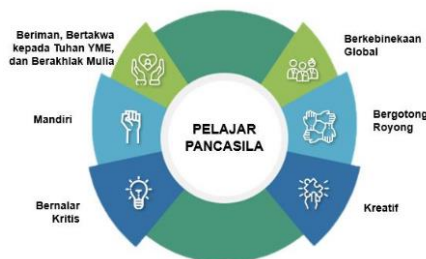 Beriman, Bertakwa
kepada Tuhan YME,
dan Berakhlak Mulia
Mandiri
Bernalar
Kritis
PELAJAR
PANCASILA
Berkebinekaan
Global
Bergotong
Royong
Kreatif